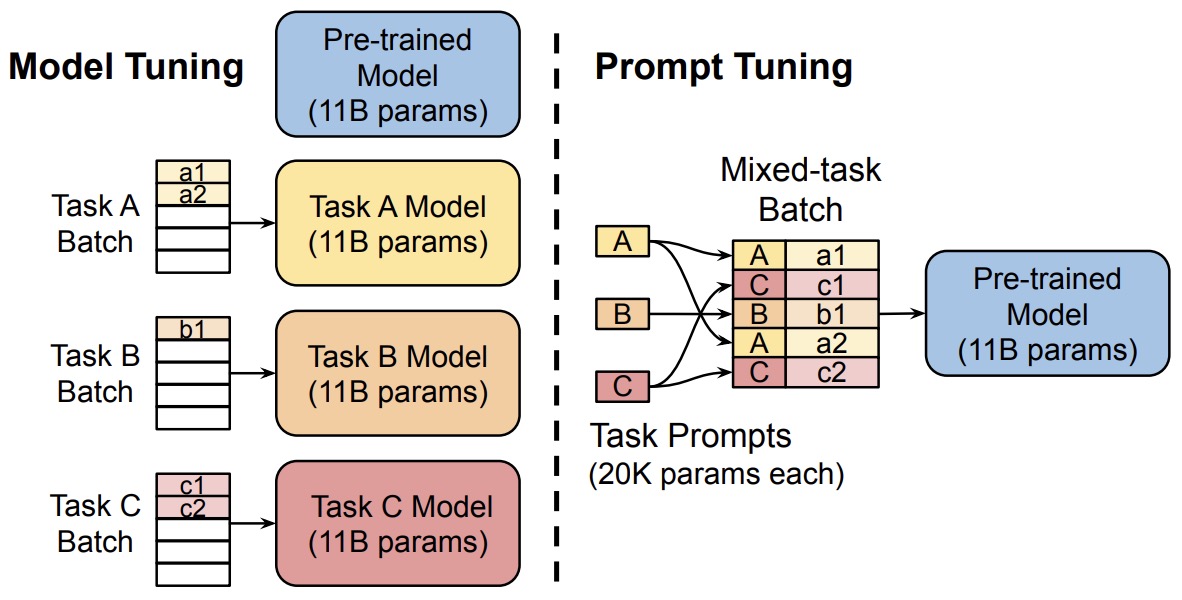 Model Tuning
Pre-trained
Model
(11B params)
a1
a2
Task A
Batch
Task A Model
(11B params)
b1
Task B
Batch
Task B Model
(11B params)
c1
c2
Task C
Batch
Task C Model
(11B params)
Prompt Tuning
Mixed-task
Batch
A
B
C
A a1
C c1
B b1
A a2
C c2
Task Prompts
(20K params each)
Pre-trained
Model
(11B params)